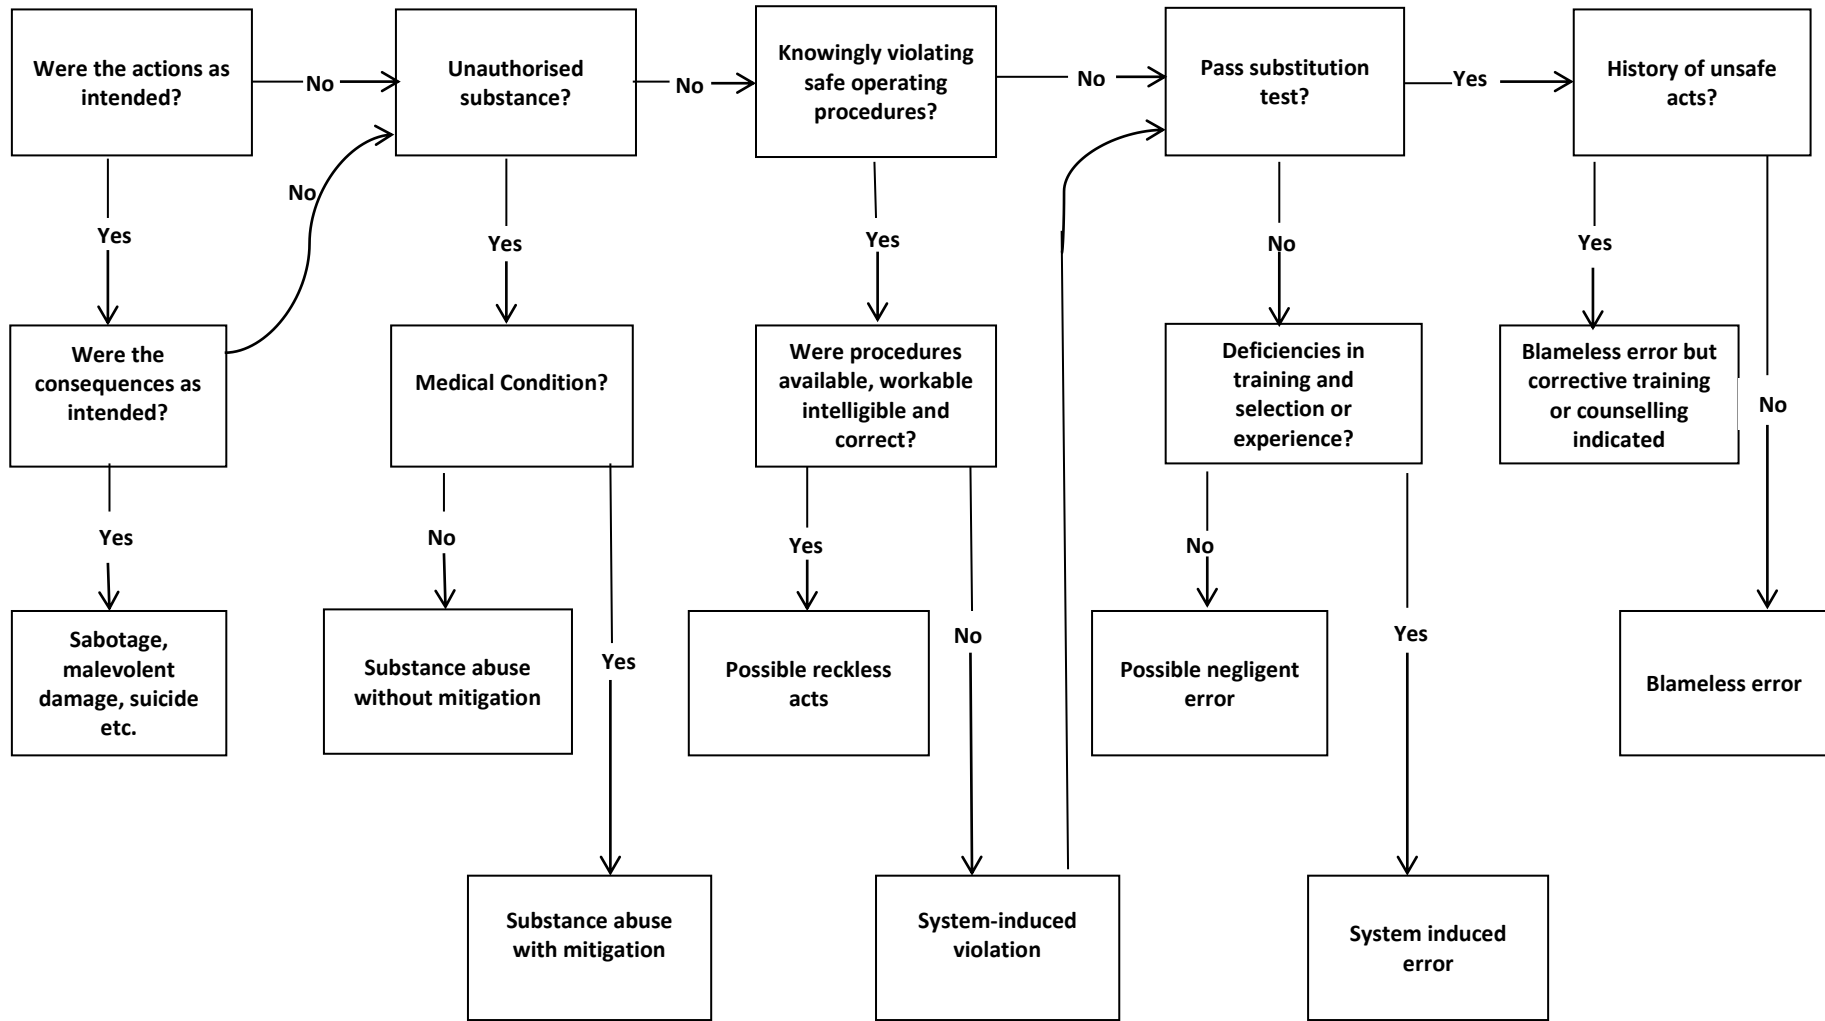 Were the actions as
intended?
No
Unauthorised
substance?
No
Knowingly violating
safe operating
procedures?
No
Pass substitution
test?
Yes
History of unsafe
acts?
No
Yes
Yes
Yes
No
Yes
No
Were the
consequences as
intended?
Medical Condition?
Were procedures
available, workable
intelligible and
correct?
Deficiencies in
training and
selection or
experience?
Blameless error but
corrective training
or counselling
indicated
Yes
No
Yes
Yes
No
No
Yes
Sabotage,
malevolent
damage, suicide
etc.
Substance abuse
without mitigation
Possible reckless
acts
Possible negligent
error
Blameless error
Substance abuse
with mitigation
System-induced
violation
System induced
error